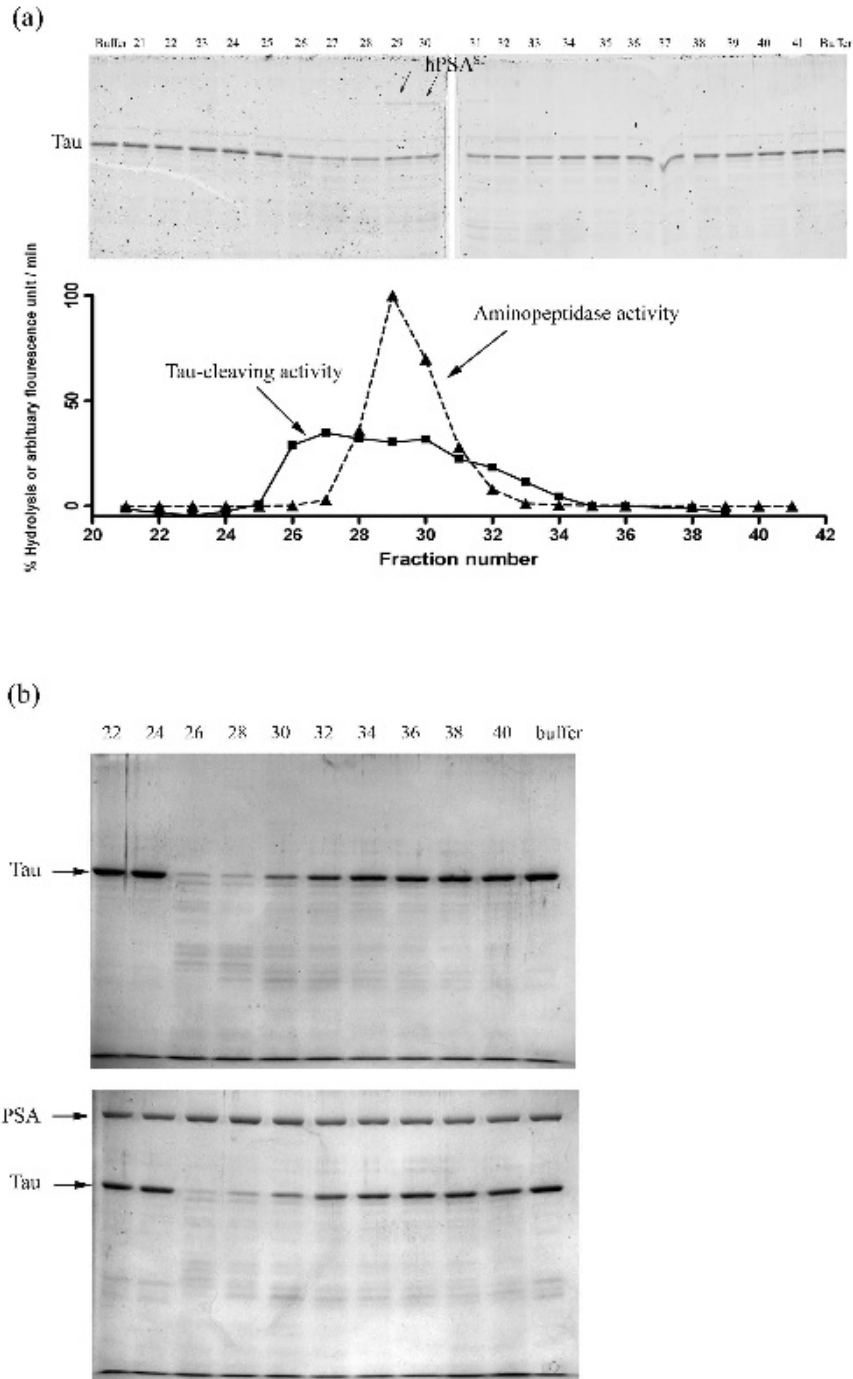 (a)
Buffer 21 22 23 24 25 26 27 28 29 30 31 32 33 34 35 36 37 38 39 40 41 Buffer
hPSA
Tau
% Hydrolysis or arbituary flourescence unit / min
100
50
0
Aminopeptidase activity
Tau-cleaving activity
20 22 24 26 28 30 32 34 36 38 40 42
Fraction number
(b)
22 24 26 28 30 32 34 36 38 40 buffer
Tau
PSA
Tau